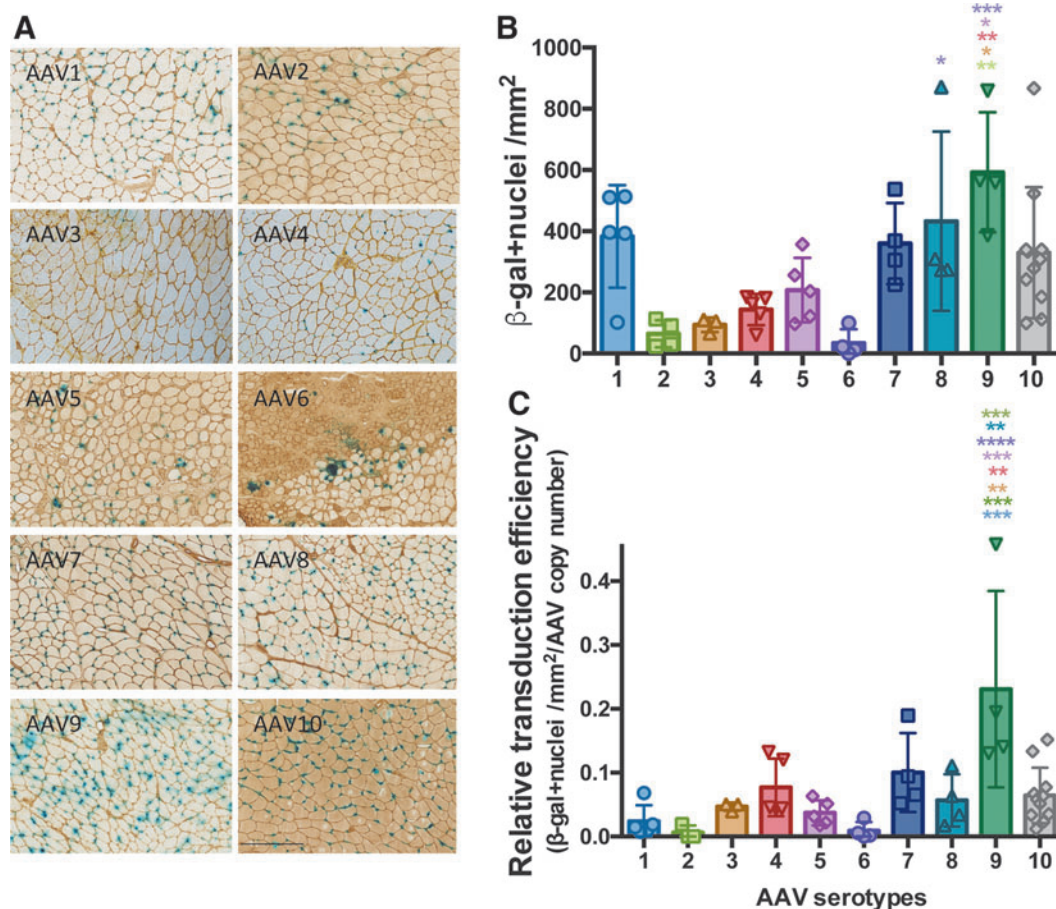 A
AAV1
AAV2
AAV3
AAV4
AAV5
AAV6
AAV7
AAV8
AAV9
AAV10
B
***
*
**
*
**
*
β-gal+nuclei /mm²
1000
800
600
400
200
0
1 2 3 4 5 6 7 8 9 10
C
***
**
****
***
**
**
***
***
Relative transduction efficiency
(β-gal+nuclei /mm²/AAV copy number)
0.4
0.3
0.2
0.1
0.0
1 2 3 4 5 6 7 8 9 10
AAV serotypes